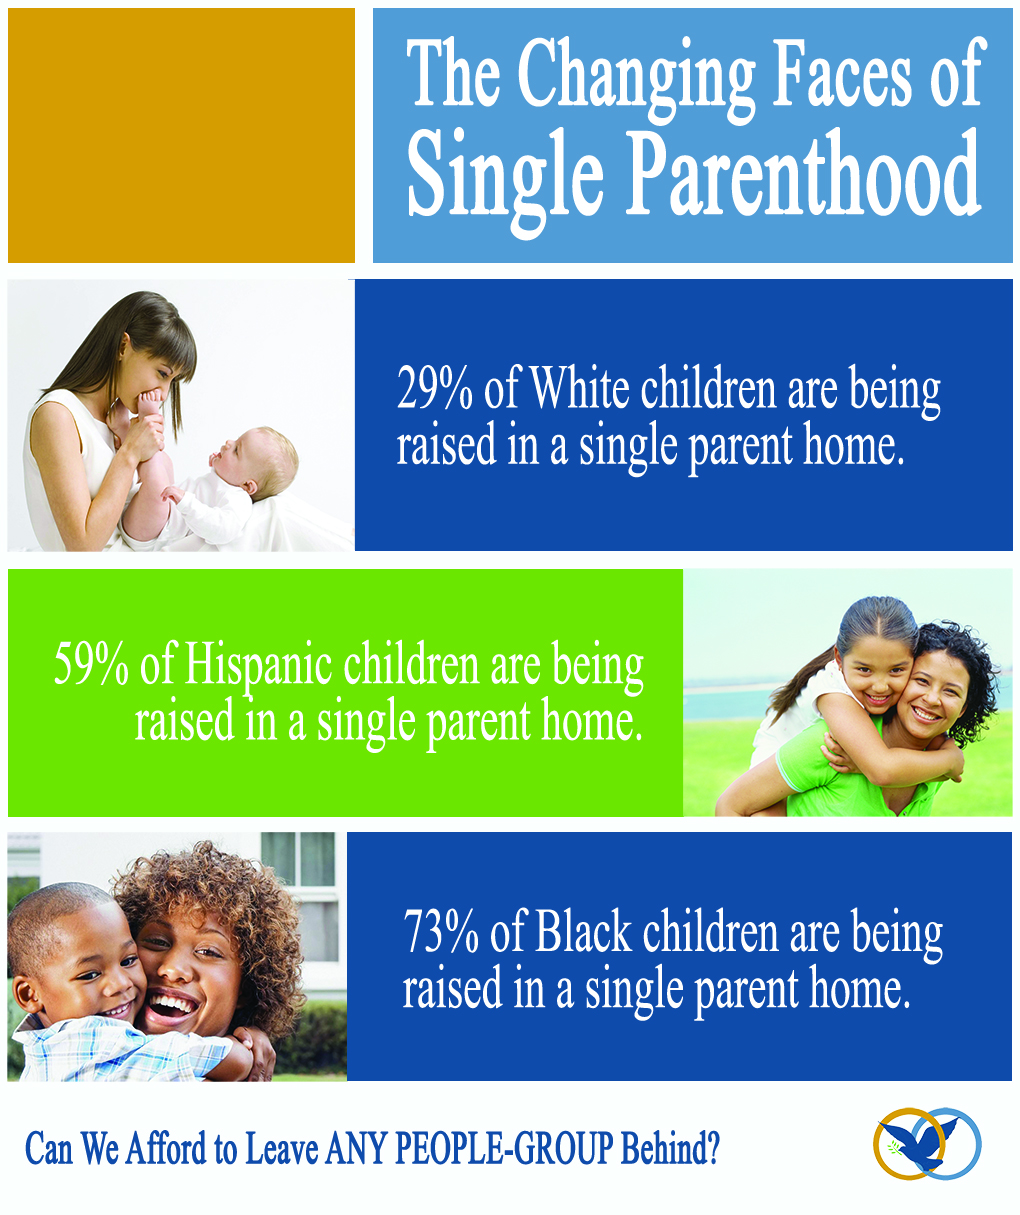 The Changing Faces of
Single Parenthood
29% of White children are being
raised in a single parent home.
59% of Hispanic children are being
raised in a single parent home.
73% of Black children are being
raised in a single parent home.
Can We Afford to Leave ANY PEOPLE-GROUP Behind?